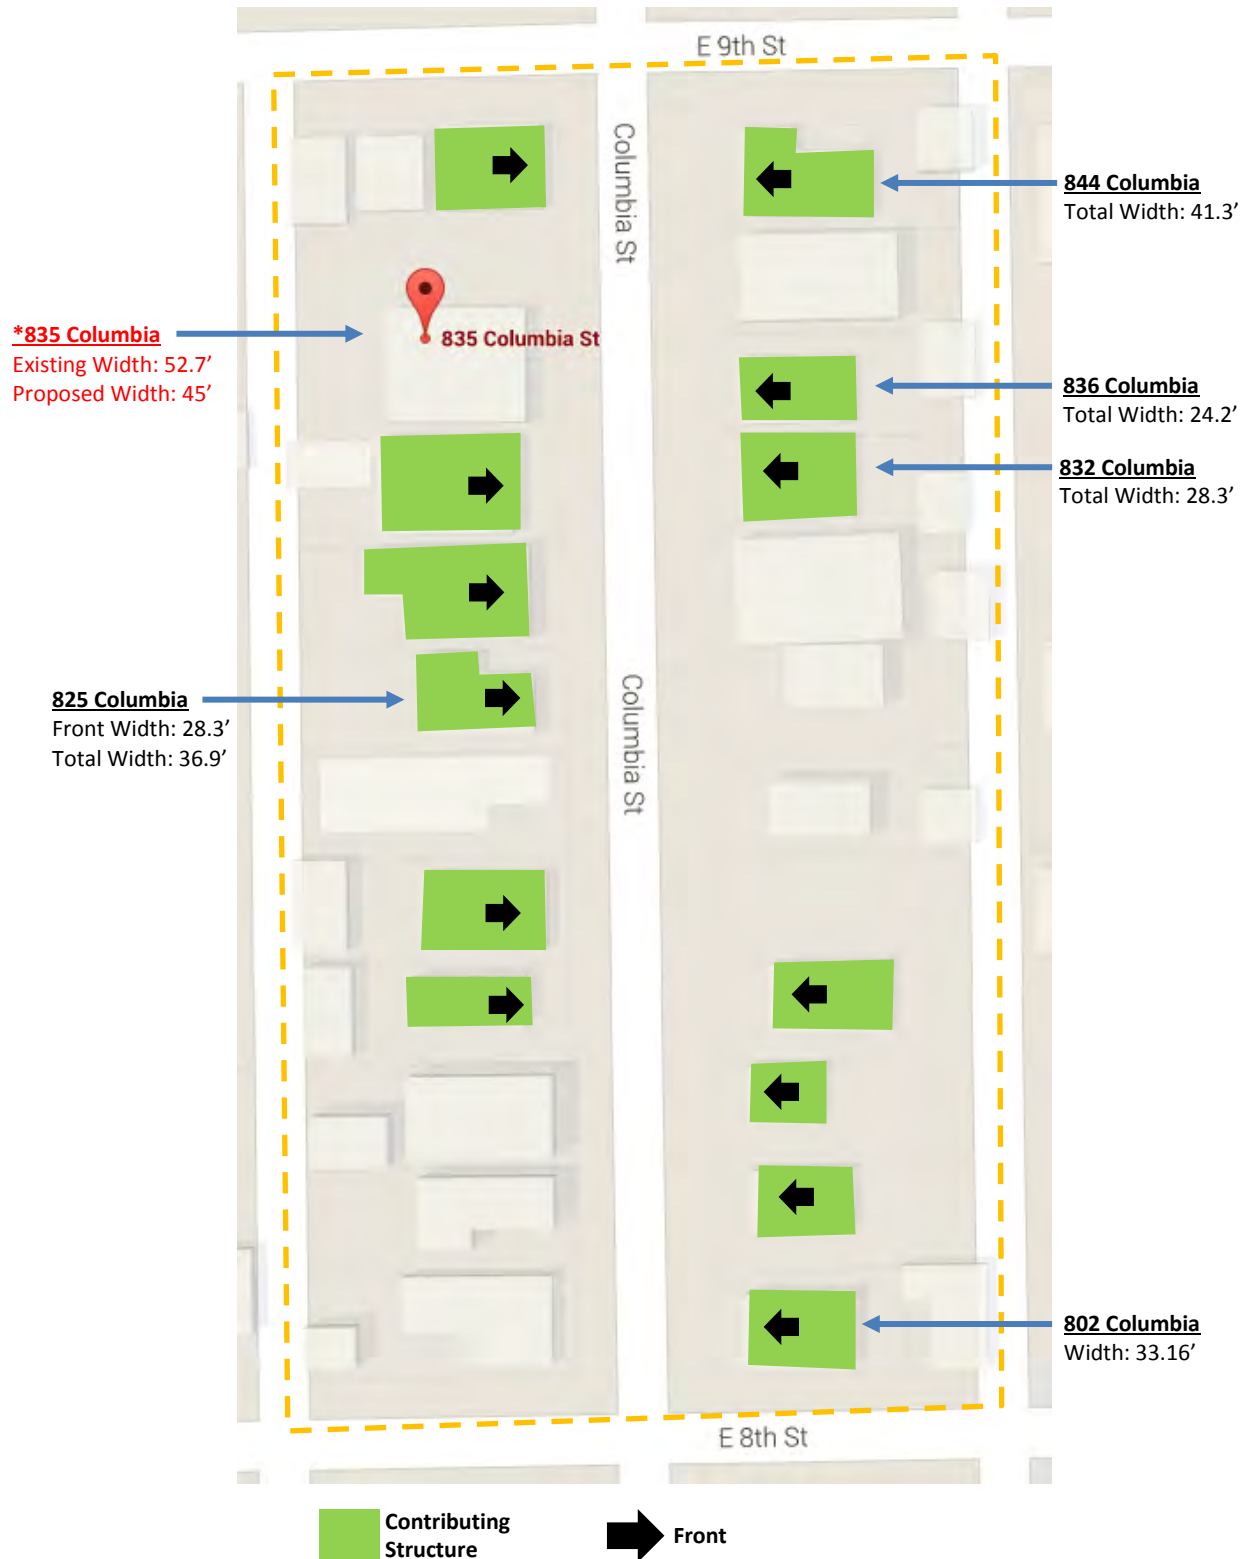 E 9th St
Columbia St
844 Columbia
Total Width: 41.3’
*835 Columbia
Existing Width: 52.7’
Proposed Width: 45’
835 Columbia St
836 Columbia
Total Width: 24.2’
832 Columbia
Total Width: 28.3’
825 Columbia
Front Width: 28.3’
Total Width: 36.9’
Columbia St
802 Columbia
Width: 33.16’
E 8th St
Contributing
Structure
Front